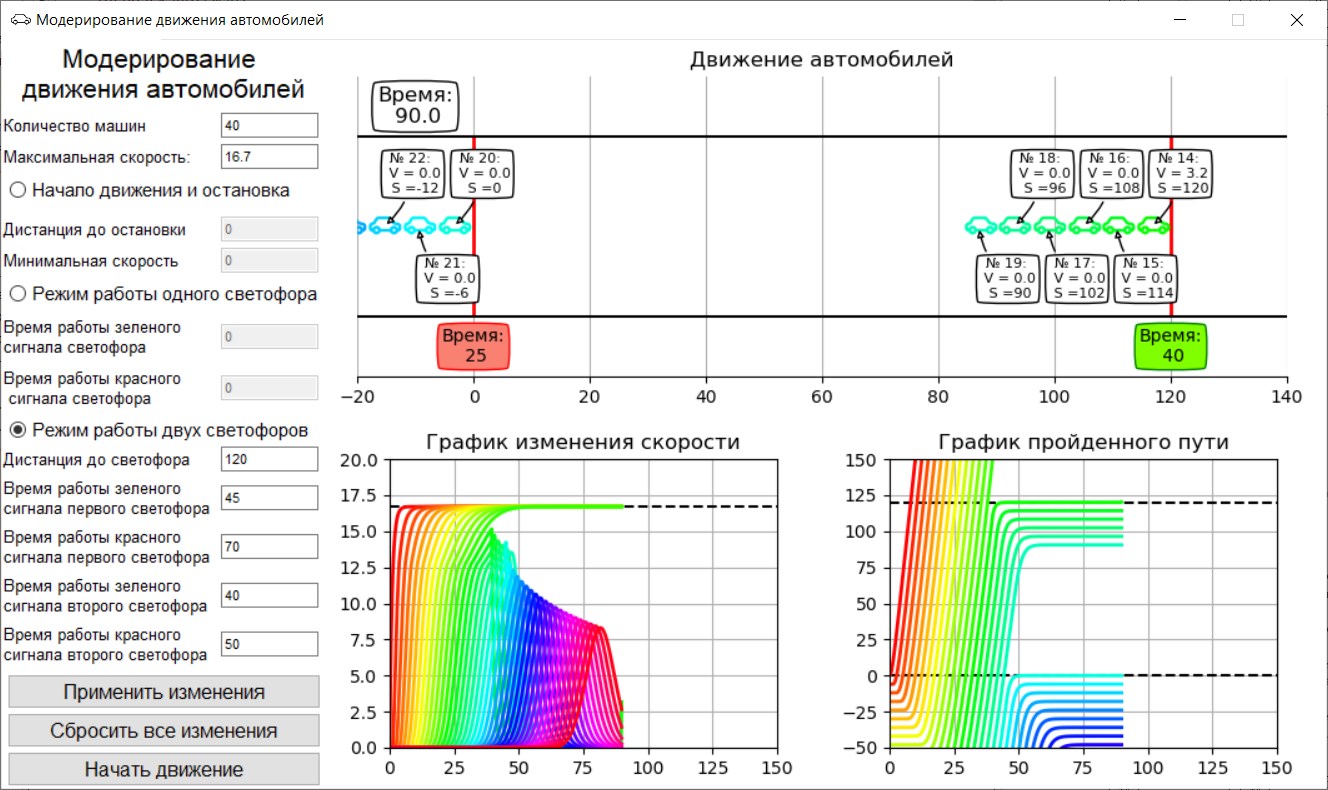 Модерирование движения автомобилей
Модерирование
движения автомобилей
Количество машин
40
Максимальная скорость:
16.7
Начало движения и остановка
Дистанция до остановки
0
Минимальная скорость
0
Режим работы одного светофора
Время работы зеленого
сигнала светофора
0
Время работы красного
сигнала светофора
0
Режим работы двух светофоров
Дистанция до светофора
120
Время работы зеленого
сигнала первого светофора
45
Время работы красного
сигнала первого светофора
70
Время работы зеленого
сигнала второго светофора
40
Время работы красного
сигнала второго светофора
50
Применить изменения
Сбросить все изменения
Начать движение
Движение автомобилей
Время:
90.0
№ 22:
V = 0.0
S =-12
№ 20:
V = 0.0
S =0
№ 21:
V = 0.0
S =-6
№ 18:
V = 0.0
S =96
№ 16:
V = 0.0
S =108
№ 14:
V = 3.2
S =120
№ 19:
V = 0.0
S =90
№ 17:
V = 0.0
S =102
№ 15:
V = 0.0
S =114
Время:
25
Время:
40
−20 0 20 40 60 80 100 120 140
График изменения скорости
20.0
17.5
15.0
12.5
10.0
7.5
5.0
2.5
0.0
0 25 50 75 100 125 150
График пройденного пути
150
125
100
75
50
25
0
−25
−50
0 25 50 75 100 125 150